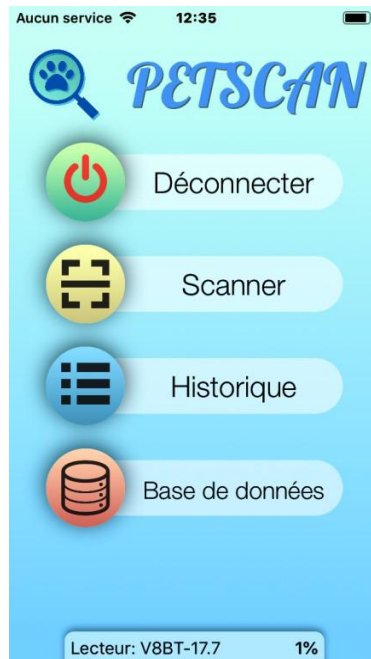 Aucun service 12:35
PETSCAN
Déconnecter
Scanner
Historique
Base de données
Lecteur: V8BT-17.7 1%